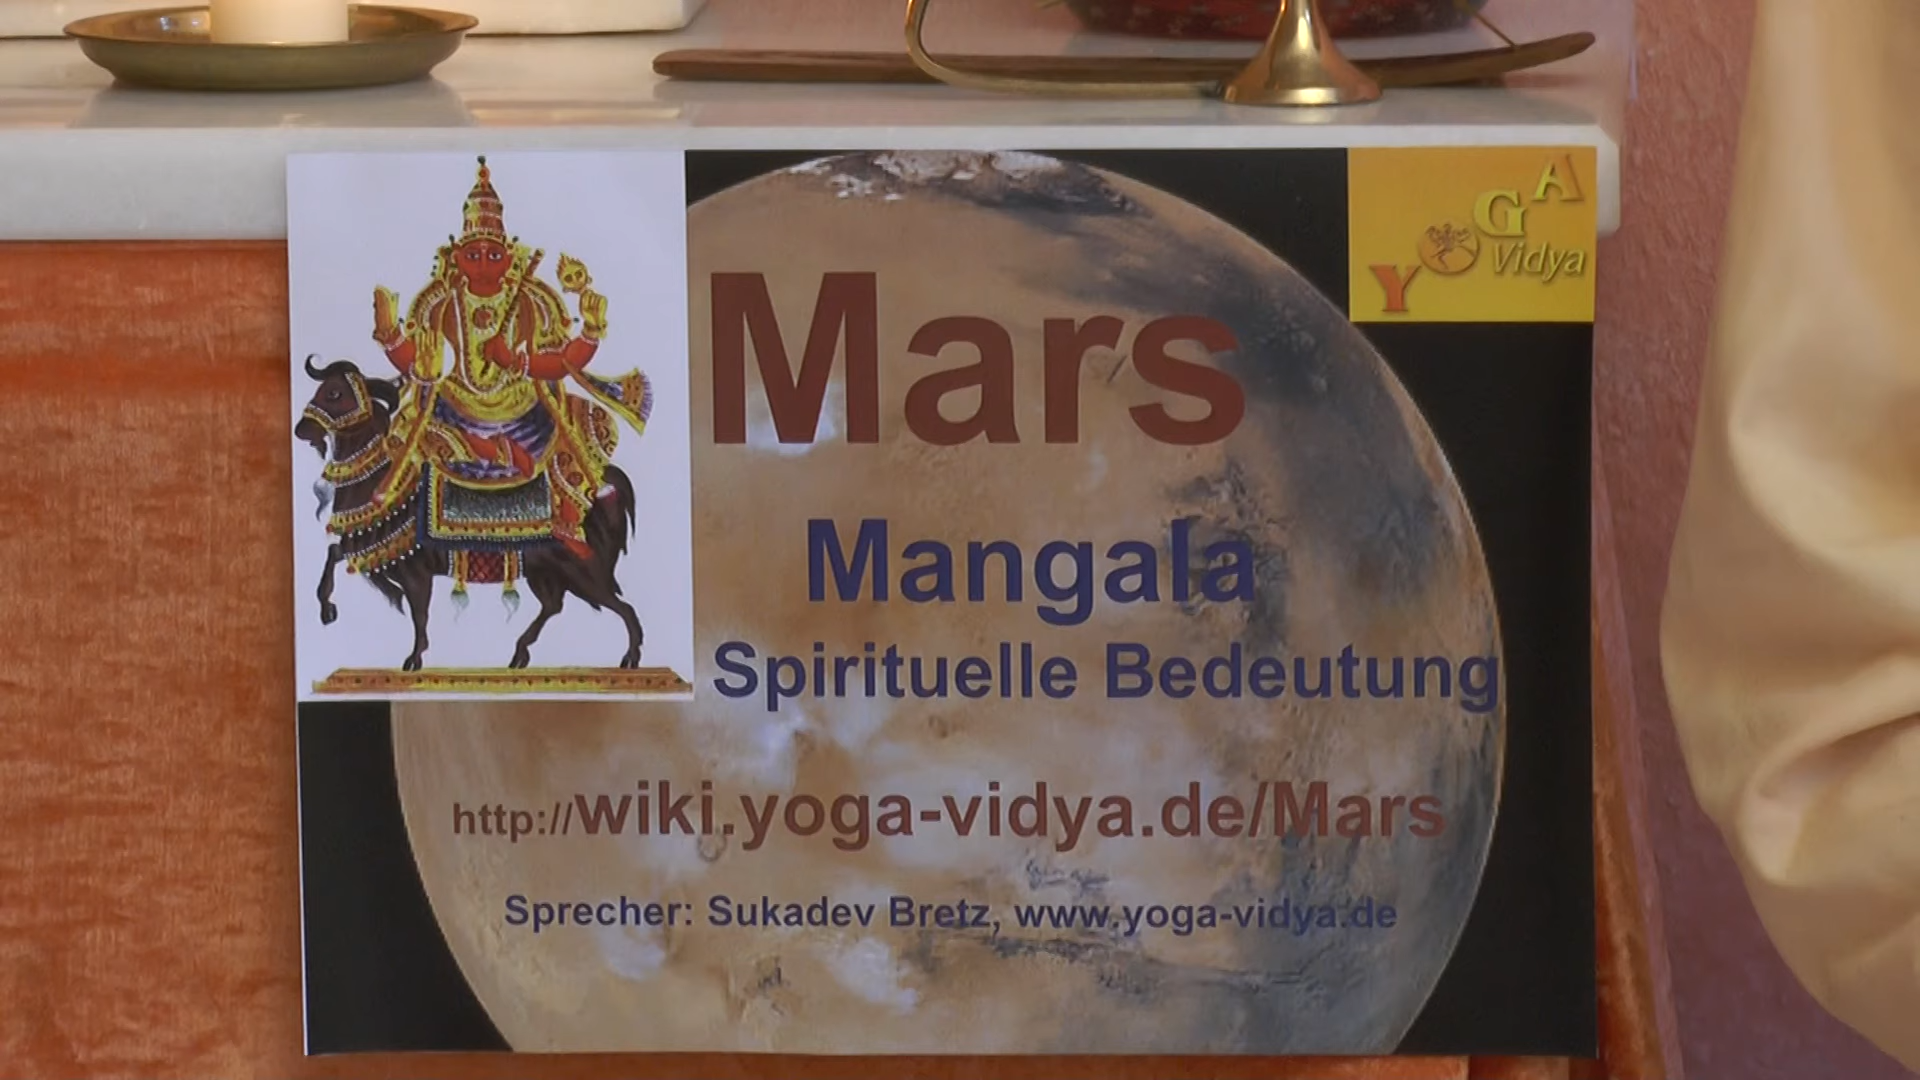 YOGA
Vidya
Mars
Mangala
Spirituelle Bedeutung
http://wiki.yoga-vidya.de/Mars
Sprecher: Sukadev Bretz, www.yoga-vidya.de